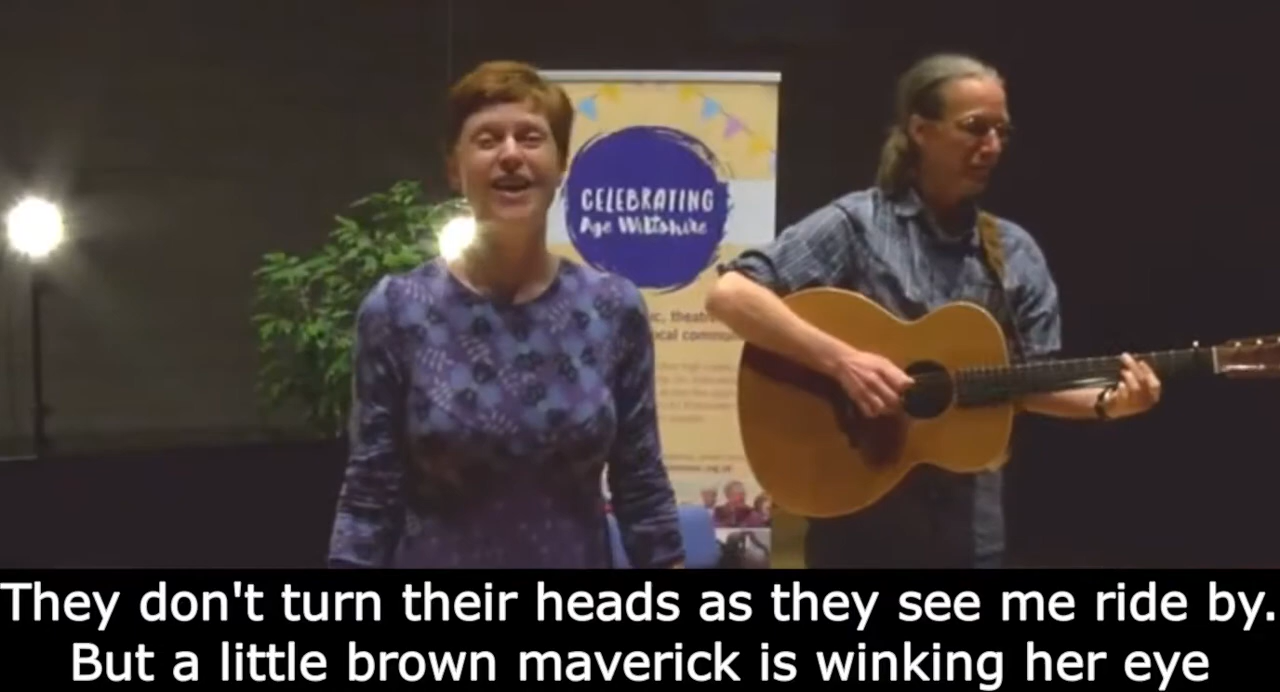 CELEBRATING
Age Wiltshire
They don't turn their heads as they see me ride by.
But a little brown maverick is winking her eye